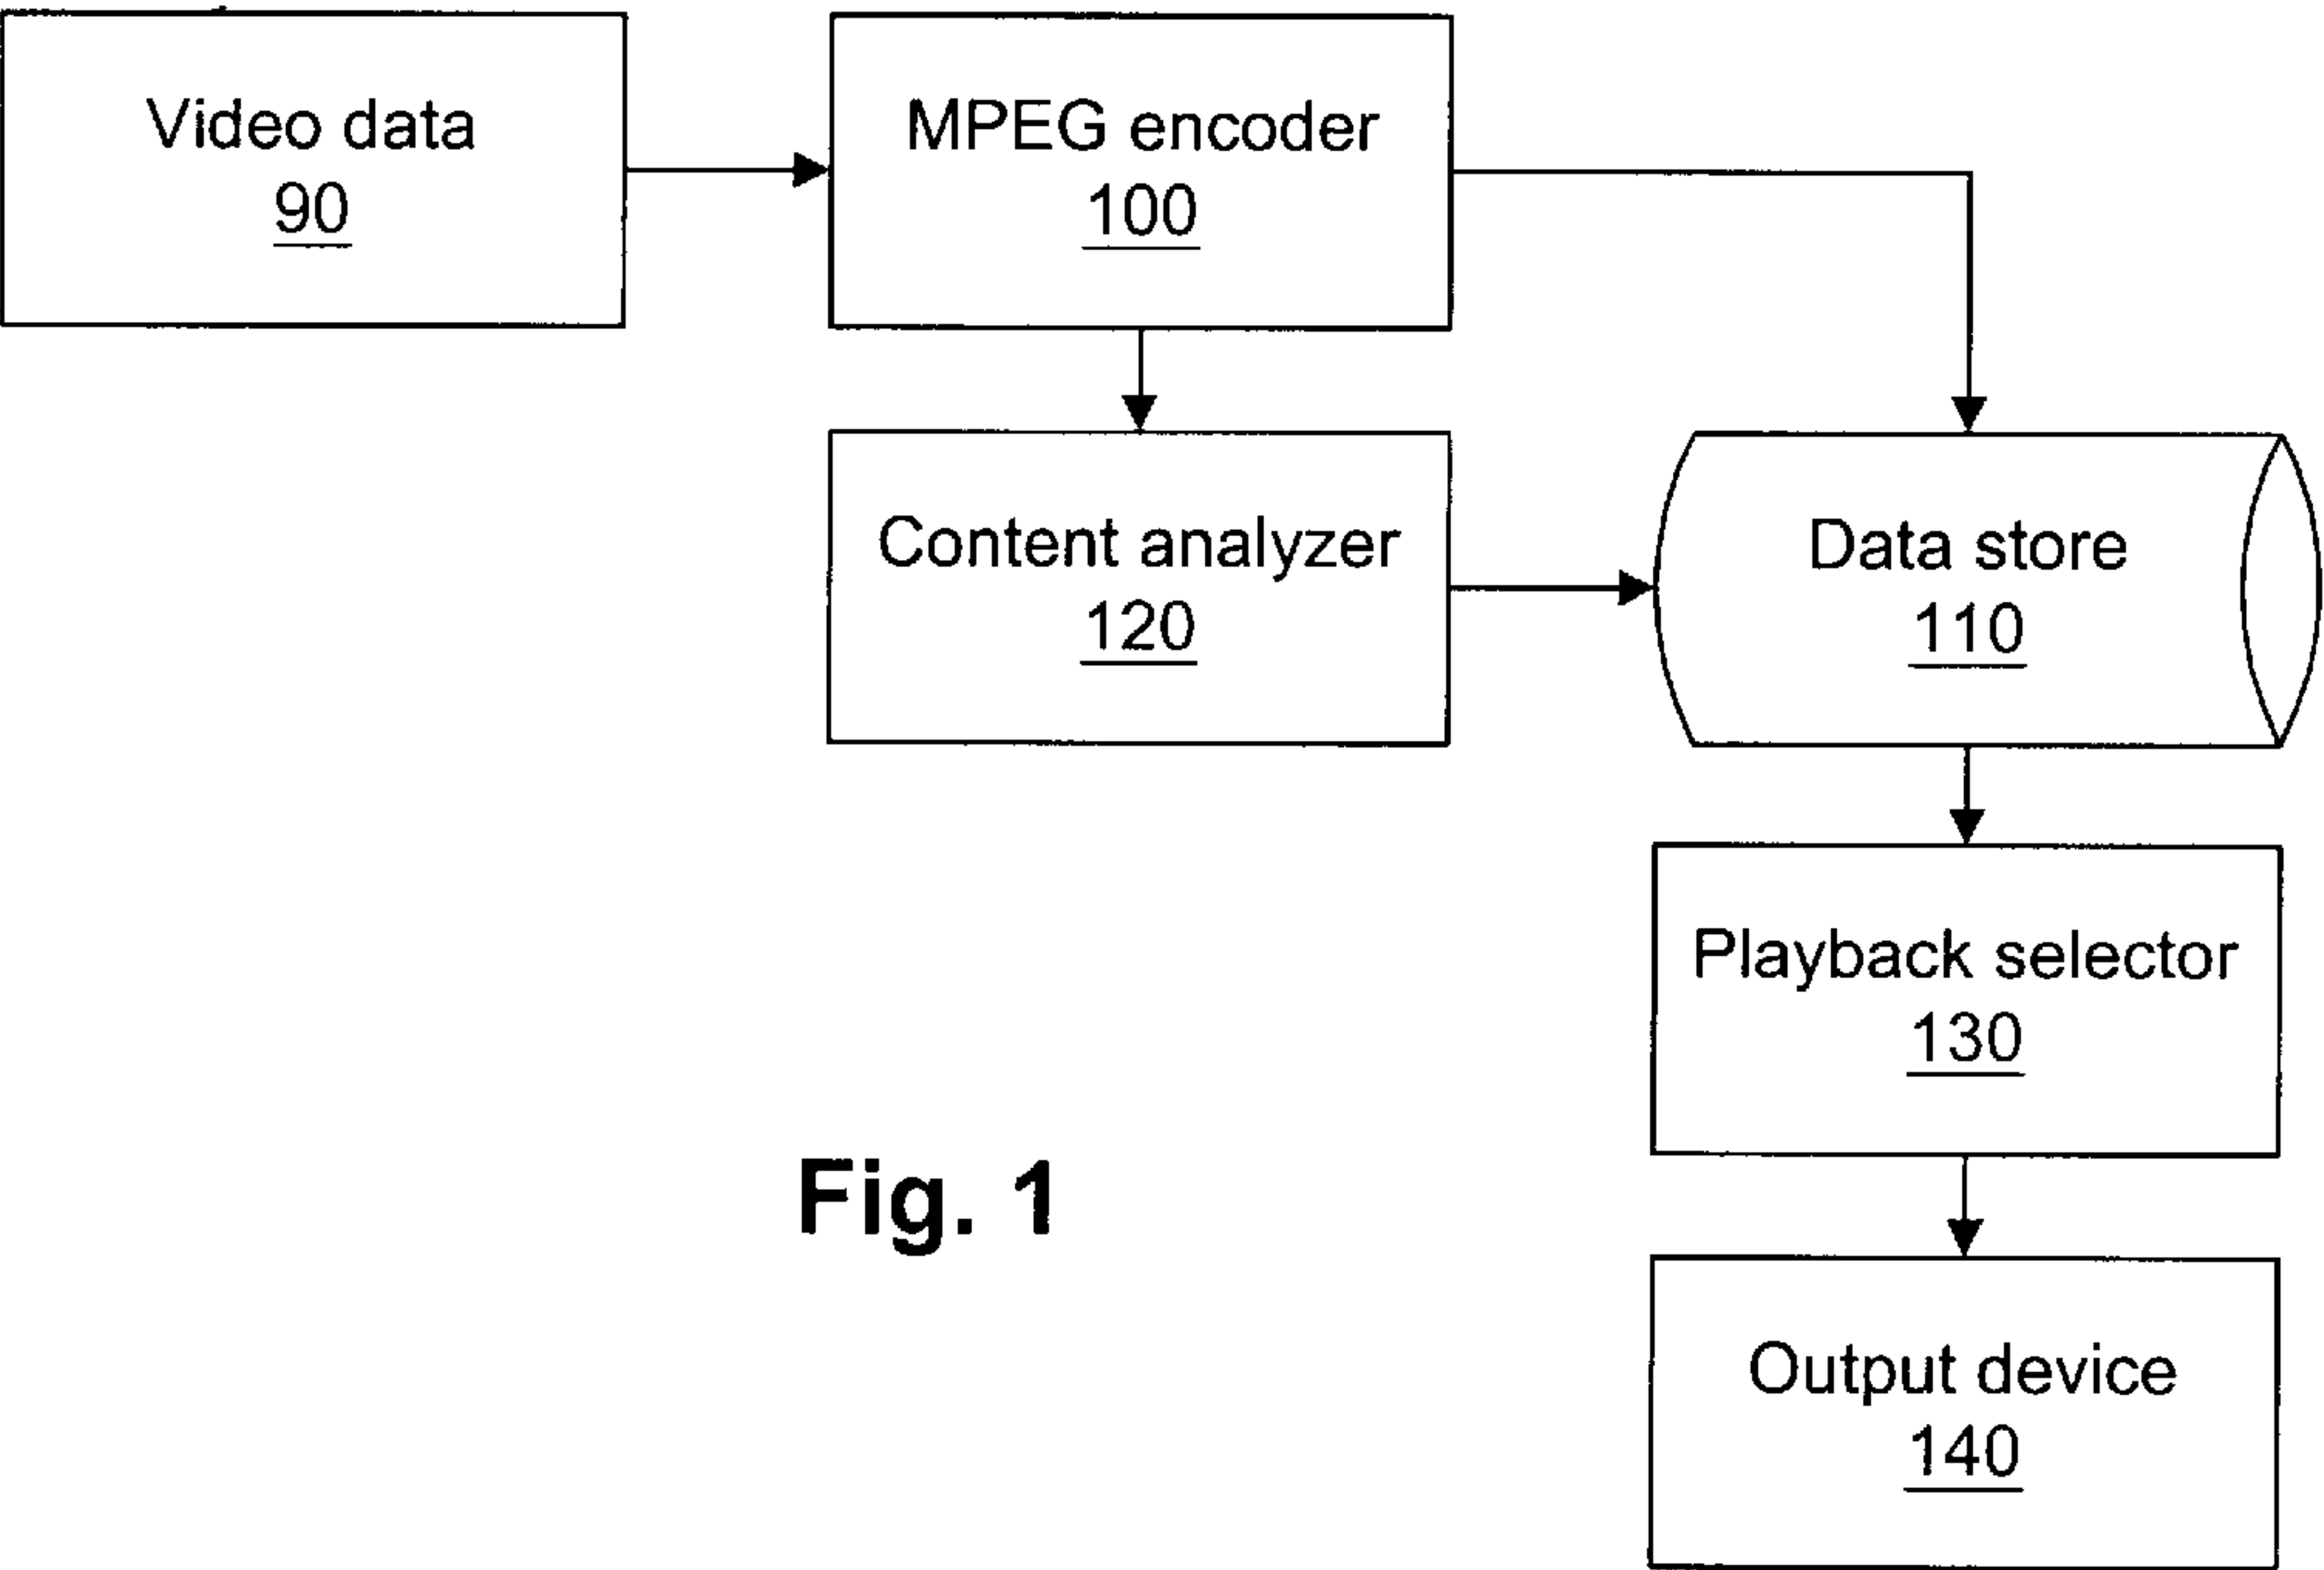 Video data
90
MPEG encoder
100
Content analyzer
120
Data store
110
Playback selector
130
Output device
140
Fig. 1